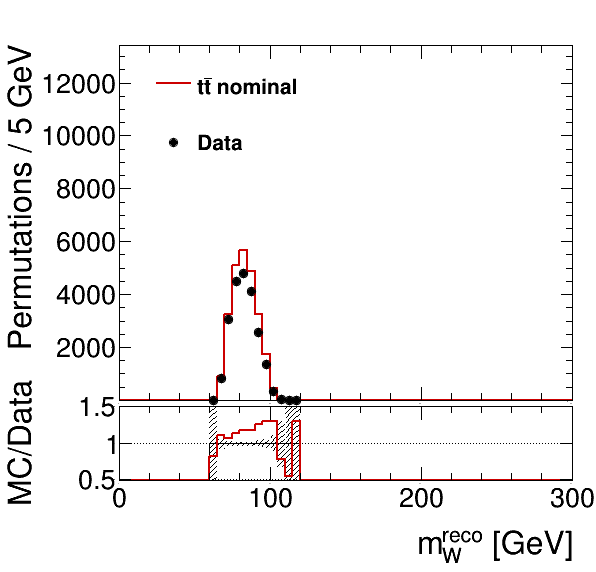 Permutations / 5 GeV
12000
10000
8000
6000
4000
2000
tt̄ nominal
Data
MC/Data
1.5
1
0.5
0 100 200 300
m_W^reco [GeV]